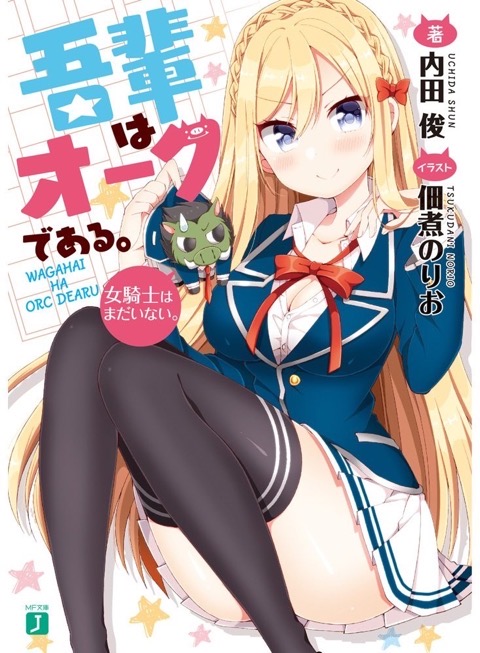 吾輩
は
オーク
である。
WAGAHAI
HA
ORC DEARU
女騎士は
まだいない。
著
内田 俊
UCHIDA SHUN
イラスト
佃煮のりお
TSUKUDANI NORIO
MF文庫
J